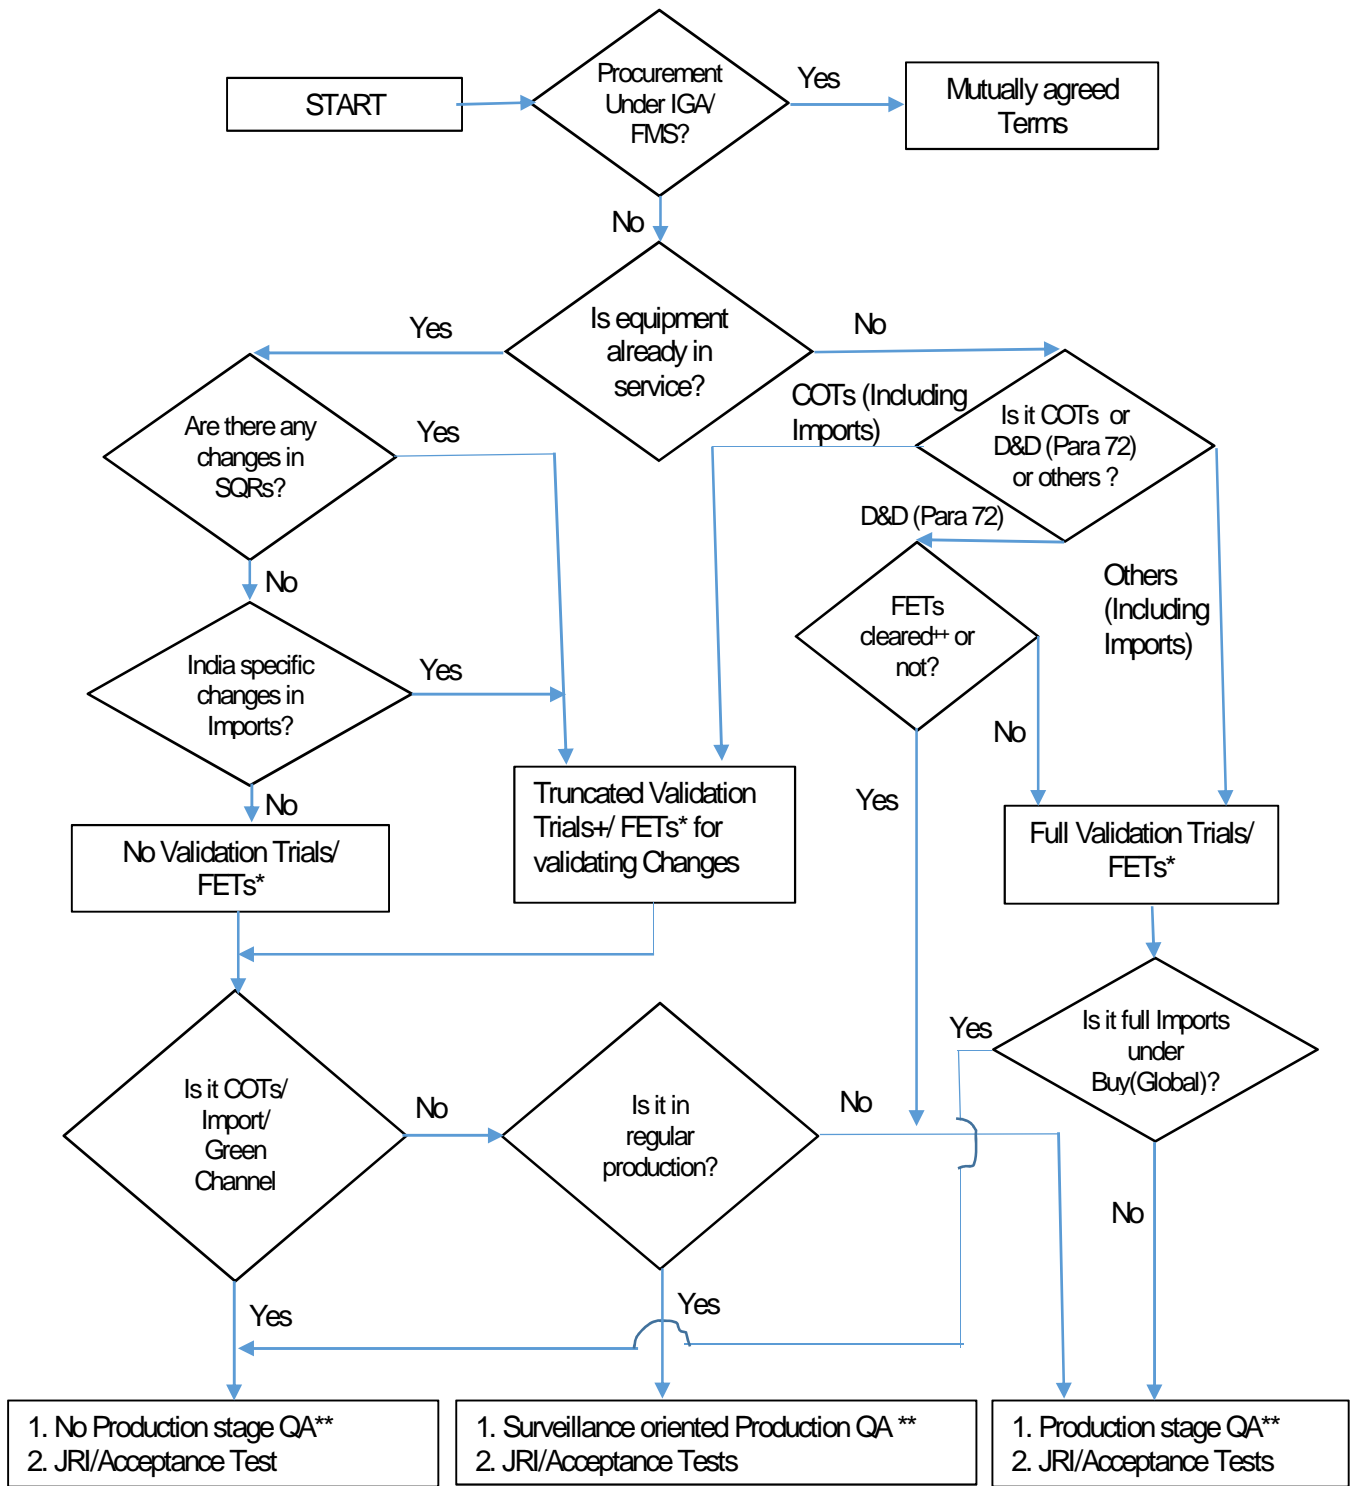 START
Procurement
Under IGA/
FMS?
Yes
Mutually agreed
Terms
No
Is equipment
already in
service?
Yes
No
Are there any
changes in
SQRs?
Yes
COTs (Including
Imports)
Is it COTs or
D&D (Para 72)
or others ?
D&D (Para 72)
No
FETs
cleared++ or
not?
Others
(Including
Imports)
India specific
changes in
Imports?
Yes
No
Yes
No
No Validation Trials/
FETs*
Truncated Validation
Trials+/ FETs* for
validating Changes
Full Validation Trials/
FETs*
Is it COTs/
Import/
Green
Channel
No
Is it in
regular
production?
No
Yes
Is it full Imports
under
Buy(Global)?
No
Yes
Yes
1. No Production stage QA**
2. JRI/Acceptance Test
1. Surveillance oriented Production QA **
2. JRI/Acceptance Tests
1. Production stage QA**
2. JRI/Acceptance Tests